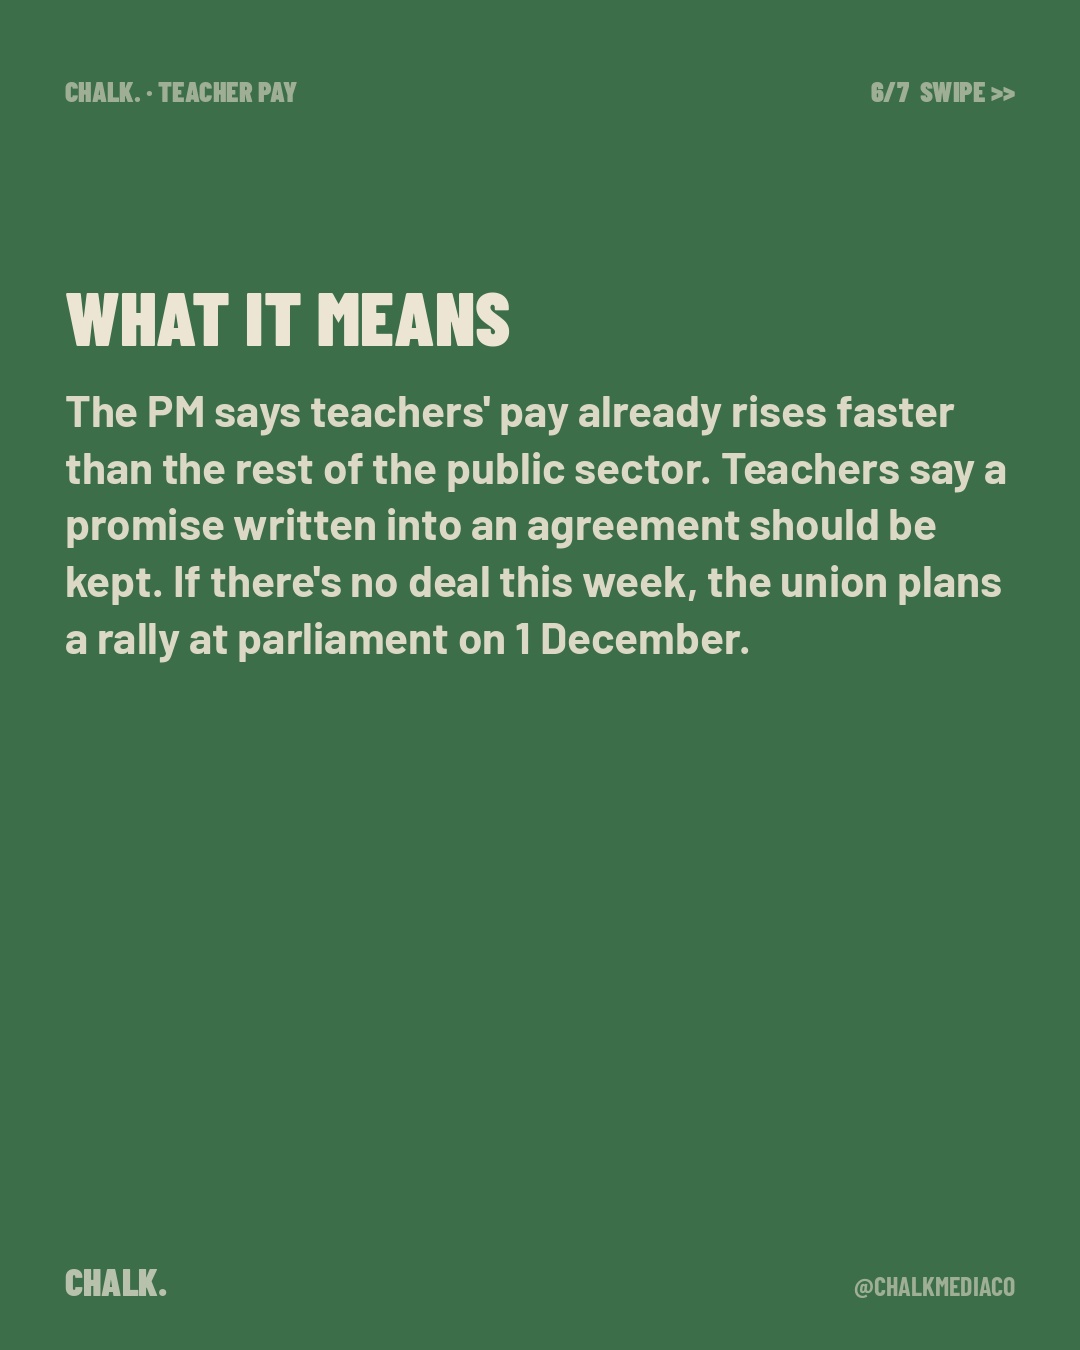 CHALK. · TEACHER PAY
6/7 SWIPE >>
WHAT IT MEANS
The PM says teachers' pay already rises faster
than the rest of the public sector. Teachers say a
promise written into an agreement should be
kept. If there's no deal this week, the union plans
a rally at parliament on 1 December.
CHALK.
@CHALKMEDIACO